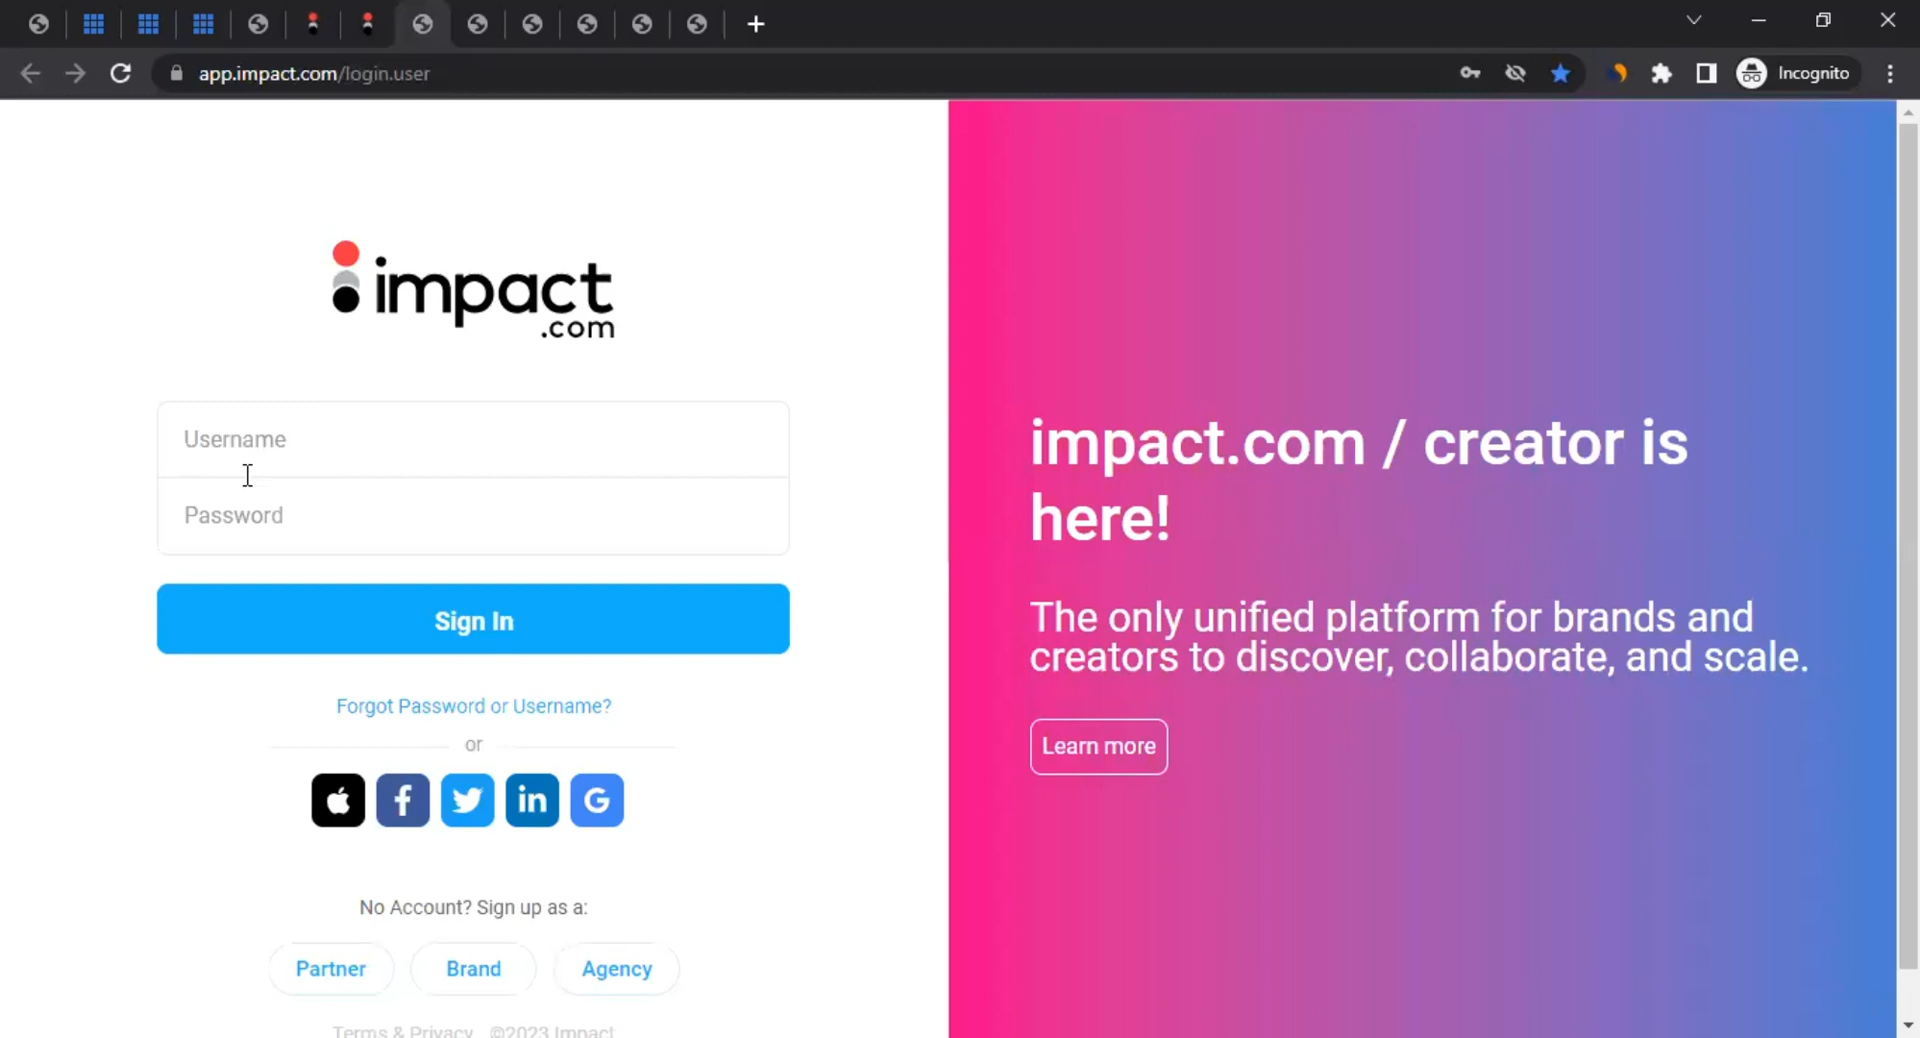 app.impact.com/login.user
Incognito
impact
.com
Username
Password
Sign In
Forgot Password or Username?
or
f
in
G
No Account? Sign up as a:
Partner
Brand
Agency
Terms & Privacy ©2023 Impact
impact.com / creator is
here!
The only unified platform for brands and
creators to discover, collaborate, and scale.
Learn more